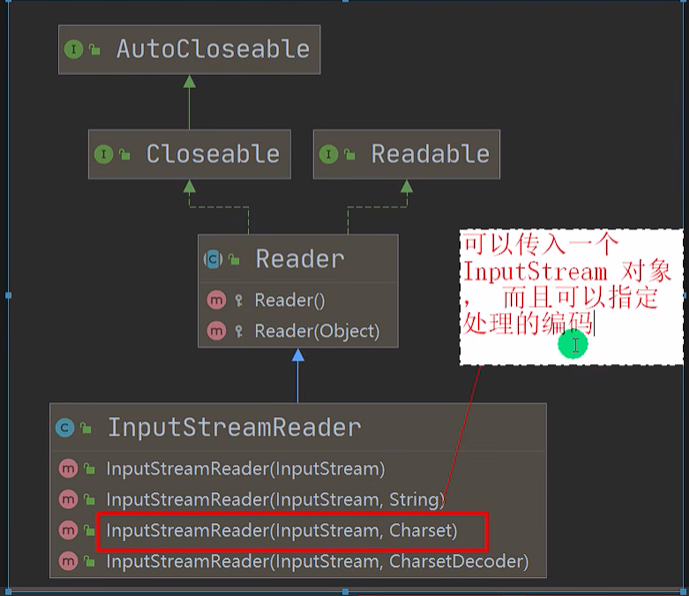 AutoCloseable
Closeable
Readable
Reader
Reader()
Reader(Object)
可以传入一个
InputStream 对象
， 而且可以指定
处理的编码
InputStreamReader
InputStreamReader(InputStream)
InputStreamReader(InputStream, String)
InputStreamReader(InputStream, Charset)
InputStreamReader(InputStream, CharsetDecoder)